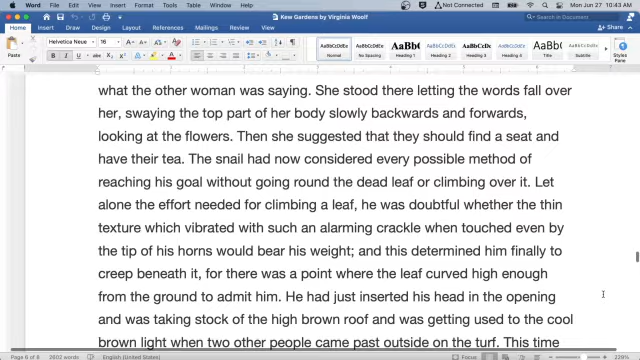 Word File Edit View Insert Format Tools Table Window Help Not Connected Mon Jun 27 10:43 AM
Kew Gardens by Virginia Woolf
Search in Document
Home Insert Design Layout References Mailings Review View Share
Paste Helvetica Neue 16 AaBbCcDdEe AaBbCcDdEe AaBbC AaBbCcDdEe AaBbCcDdEe AaBbC
B I U Normal No Spacing Heading 1 Heading 2 Heading 3 Heading 4 Heading 5 Title Subtitle Styles Pane
what the other woman was saying. She stood there letting the words fall over
her, swaying the top part of her body slowly backwards and forwards,
looking at the flowers. Then she suggested that they should find a seat and
have their tea. The snail had now considered every possible method of
reaching his goal without going round the dead leaf or climbing over it. Let
alone the effort needed for climbing a leaf, he was doubtful whether the thin
texture which vibrated with such an alarming crackle when touched even by
the tip of his horns would bear his weight; and this determined him finally to
creep beneath it, for there was a point where the leaf curved high enough
from the ground to admit him. He had just inserted his head in the opening
and was taking stock of the high brown roof and was getting used to the cool
brown light when two other people came past outside on the turf. This time
Page 6 of 8 2602 words English (United States) Focus